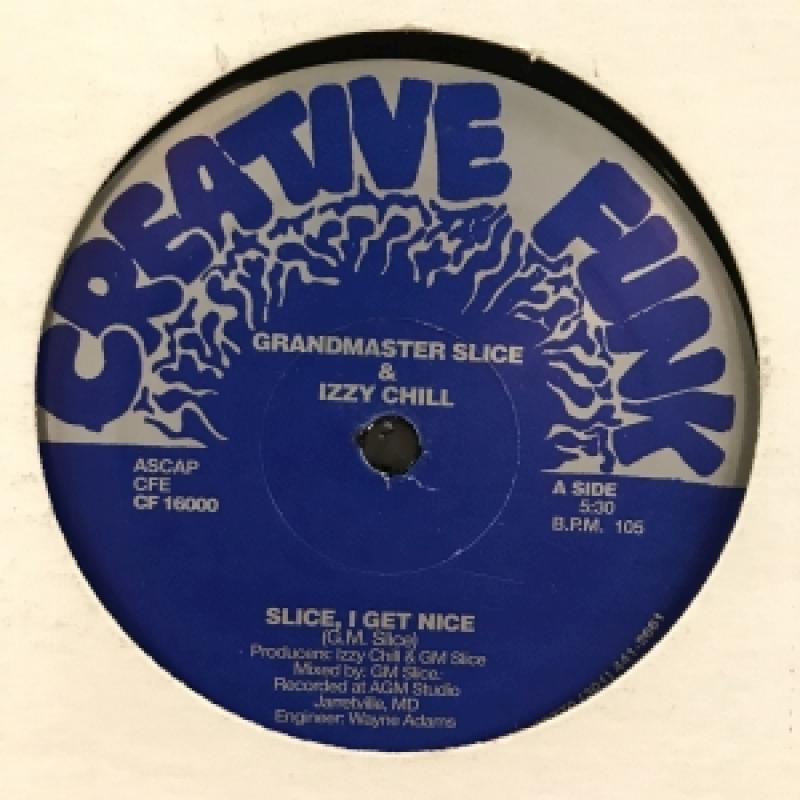 CREATIVE FUNK
GRANDMASTER SLICE
&
IZZY CHILL
ASCAP
CFE
CF 16000
A SIDE
5:30
B.P.M. 105
SLICE, I GET NICE
(G.M. Slice)
Producers: Izzy Chill & GM Slice
Mixed by: GM Slice
Recorded at AGM Studio
Jarretville, MD
Engineer: Wayne Adams